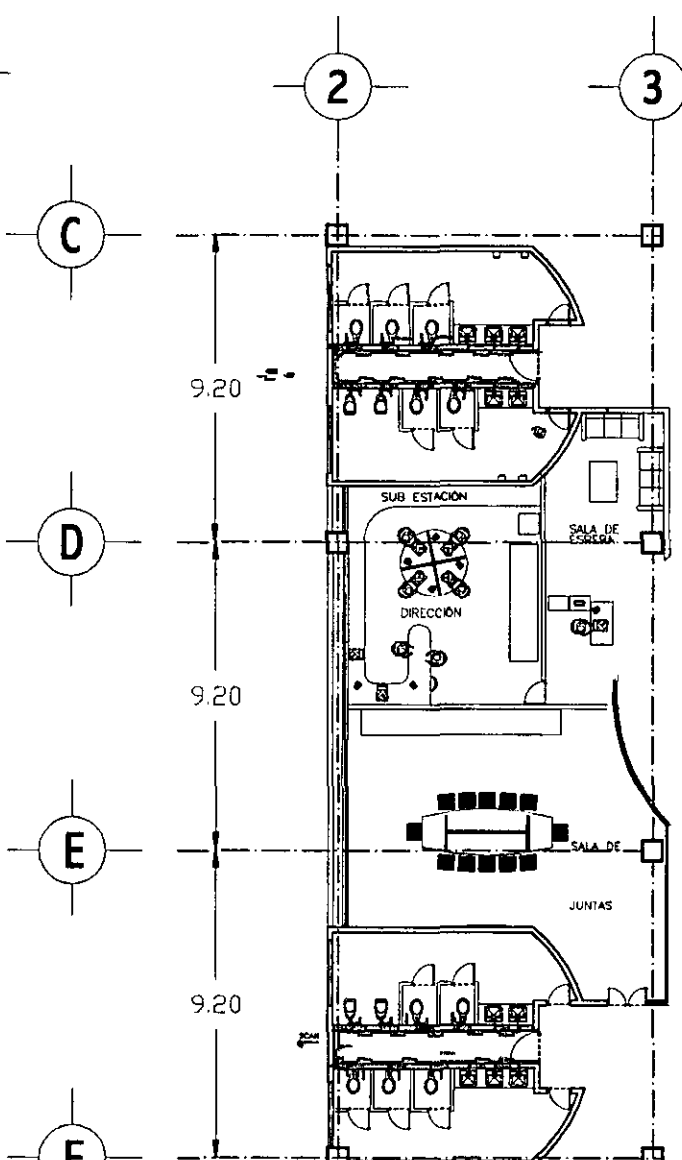 2
3
C
9.20
SUB ESTACIÓN
D
SALA DE
ESPERA
DIRECCIÓN
9.20
E
SALA DE
JUNTAS
9.20
F